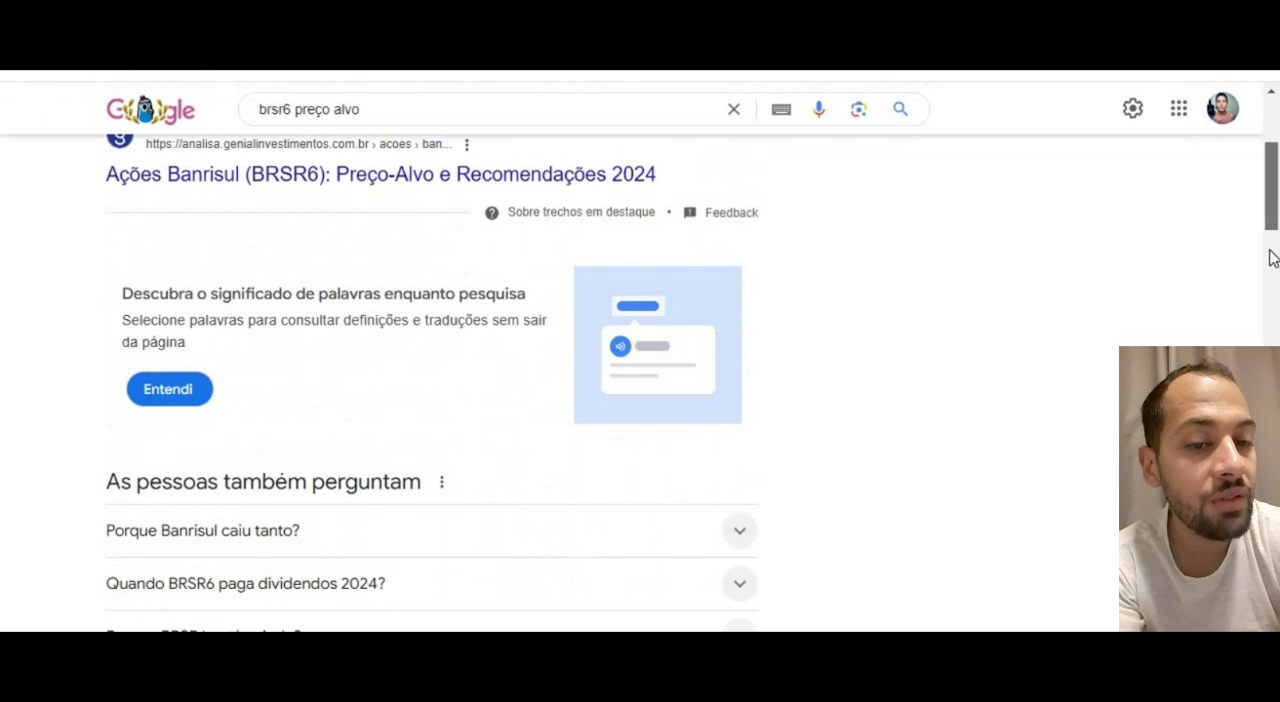 Google
brsr6 preço alvo
https://analisa.genialinvestimentos.com.br › acoes › ban...
Ações Banrisul (BRSR6): Preço-Alvo e Recomendações 2024
Sobre trechos em destaque • Feedback
Descubra o significado de palavras enquanto pesquisa
Selecione palavras para consultar definições e traduções sem sair
da página
Entendi
As pessoas também perguntam
Porque Banrisul caiu tanto?
Quando BRSR6 paga dividendos 2024?